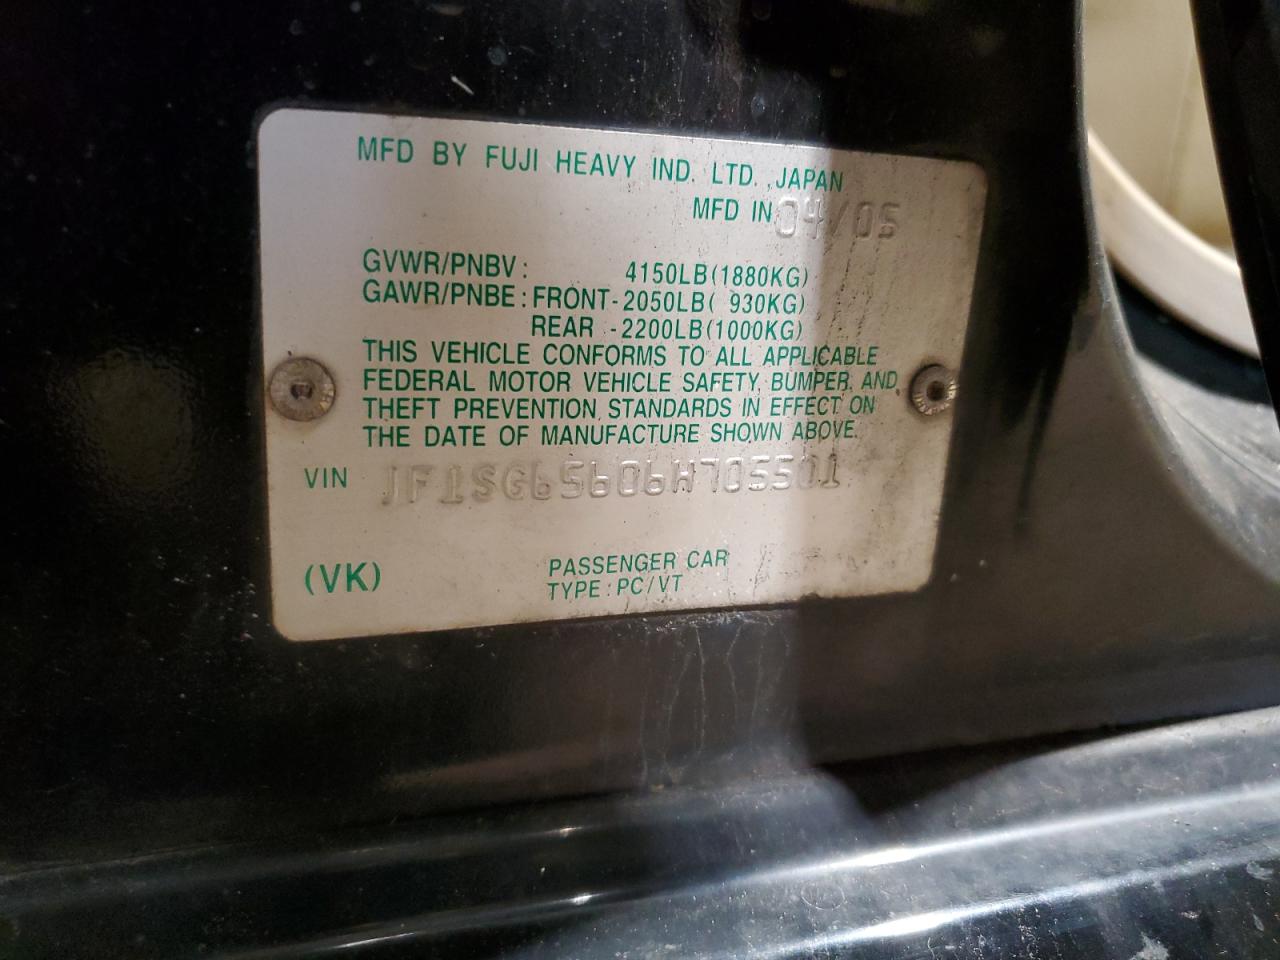 MFD BY FUJI HEAVY IND. LTD. JAPAN
MFD IN 04/05
GVWR/PNBV: 4150LB(1880KG)
GAWR/PNBE: FRONT-2050LB( 930KG)
REAR -2200LB(1000KG)
THIS VEHICLE CONFORMS TO ALL APPLICABLE
FEDERAL MOTOR VEHICLE SAFETY, BUMPER, AND
THEFT PREVENTION STANDARDS IN EFFECT ON
THE DATE OF MANUFACTURE SHOWN ABOVE.
VIN JF1SG65606H705501
(VK) PASSENGER CAR
TYPE: PC/VT